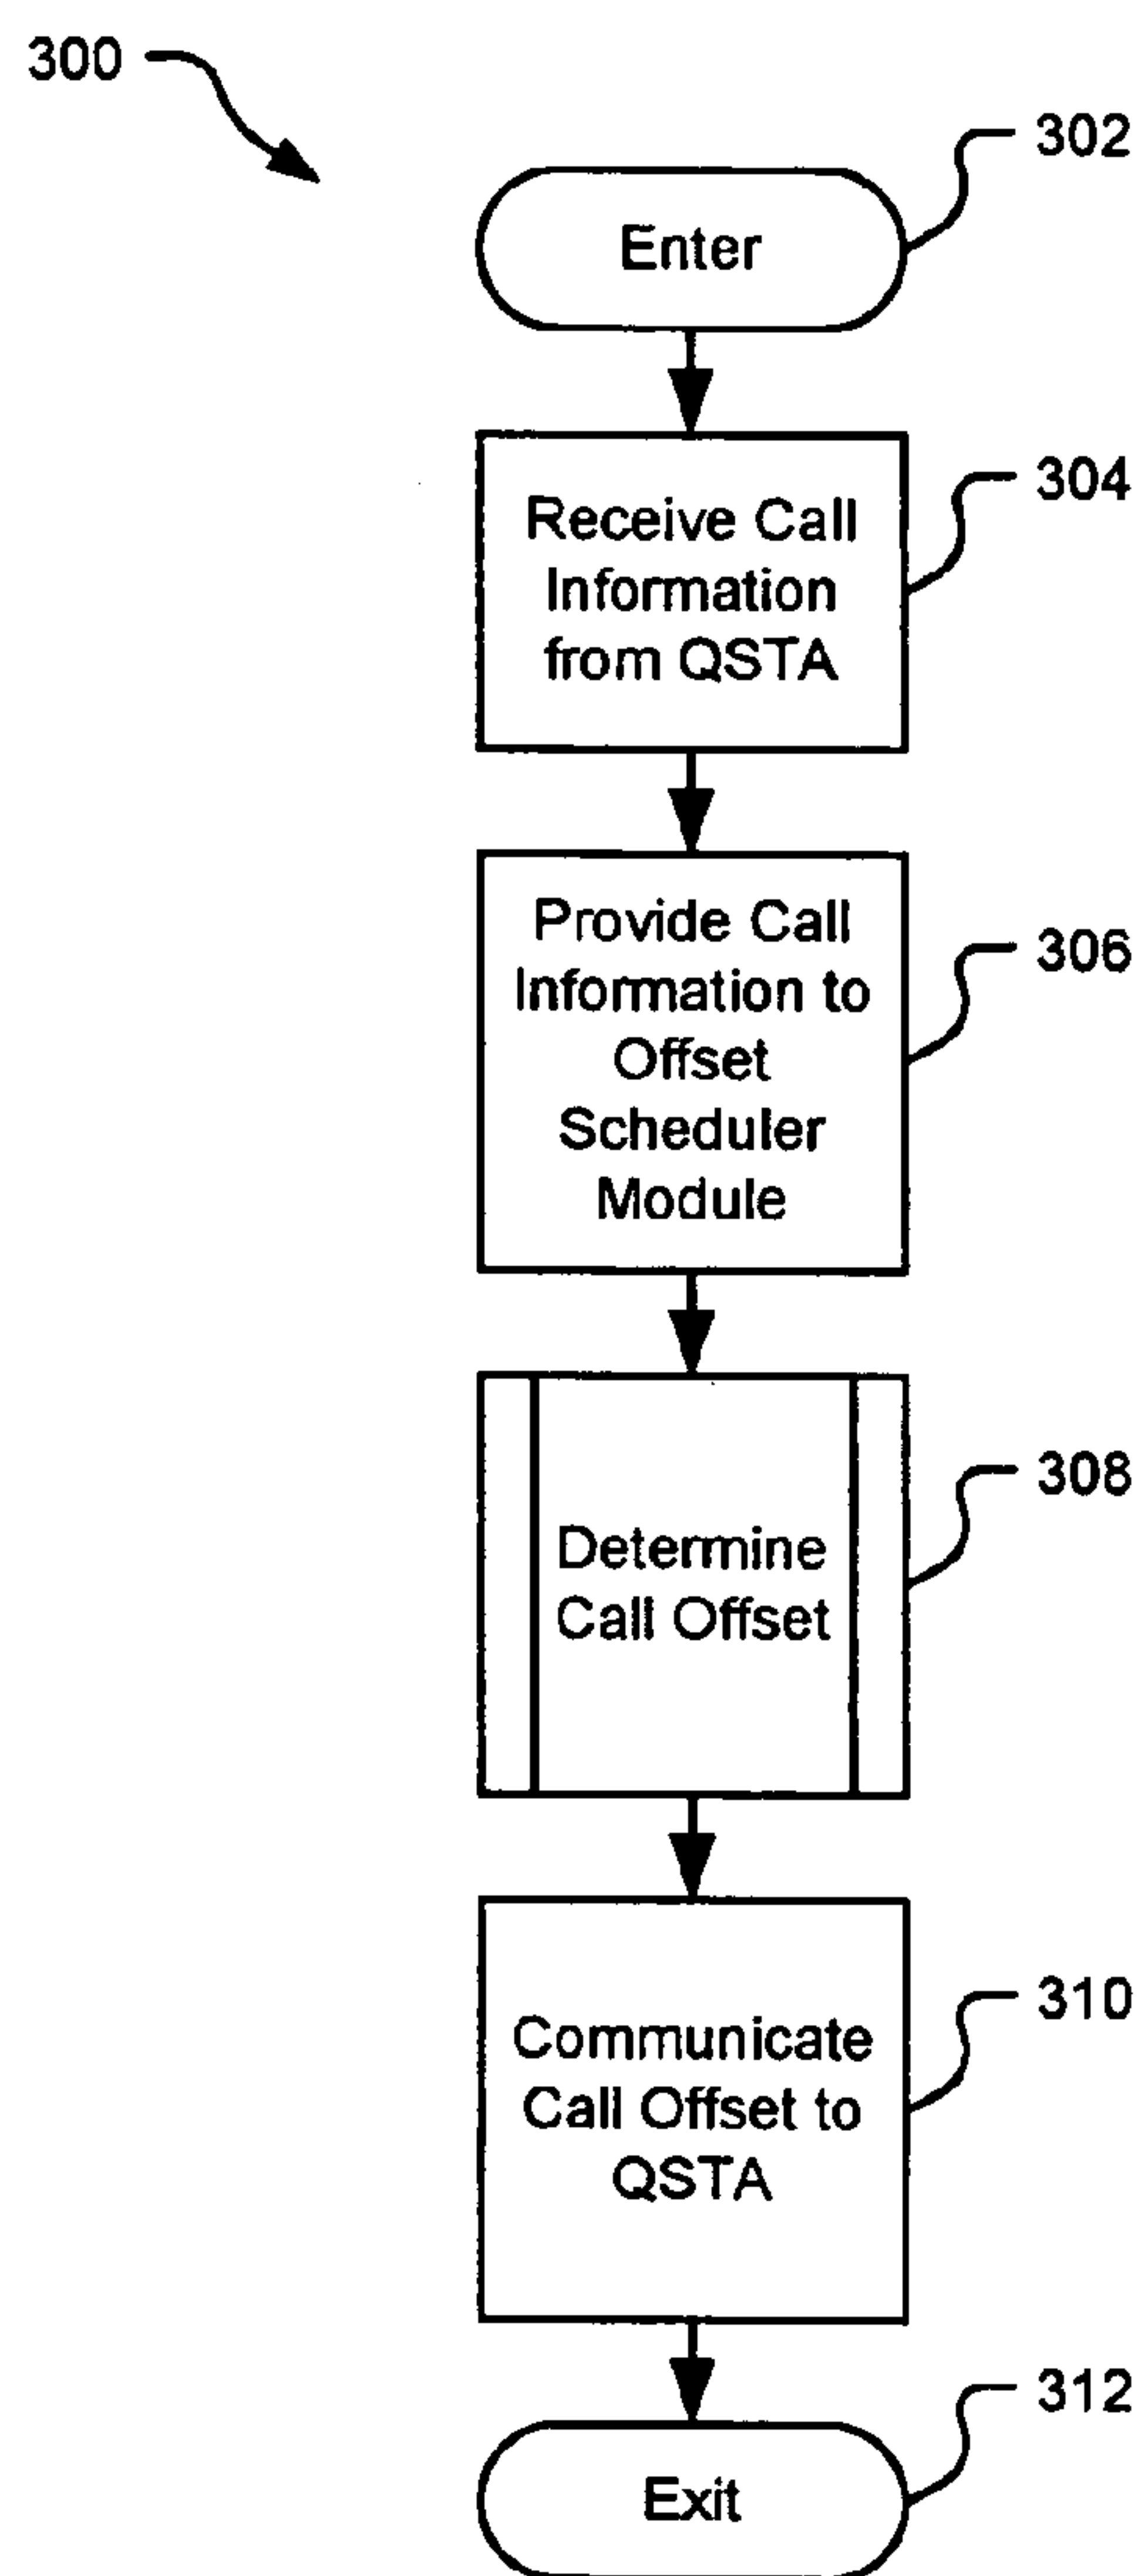 300
302
Enter
304
Receive Call
Information
from QSTA
306
Provide Call
Information to
Offset
Scheduler
Module
308
Determine
Call Offset
310
Communicate
Call Offset to
QSTA
312
Exit